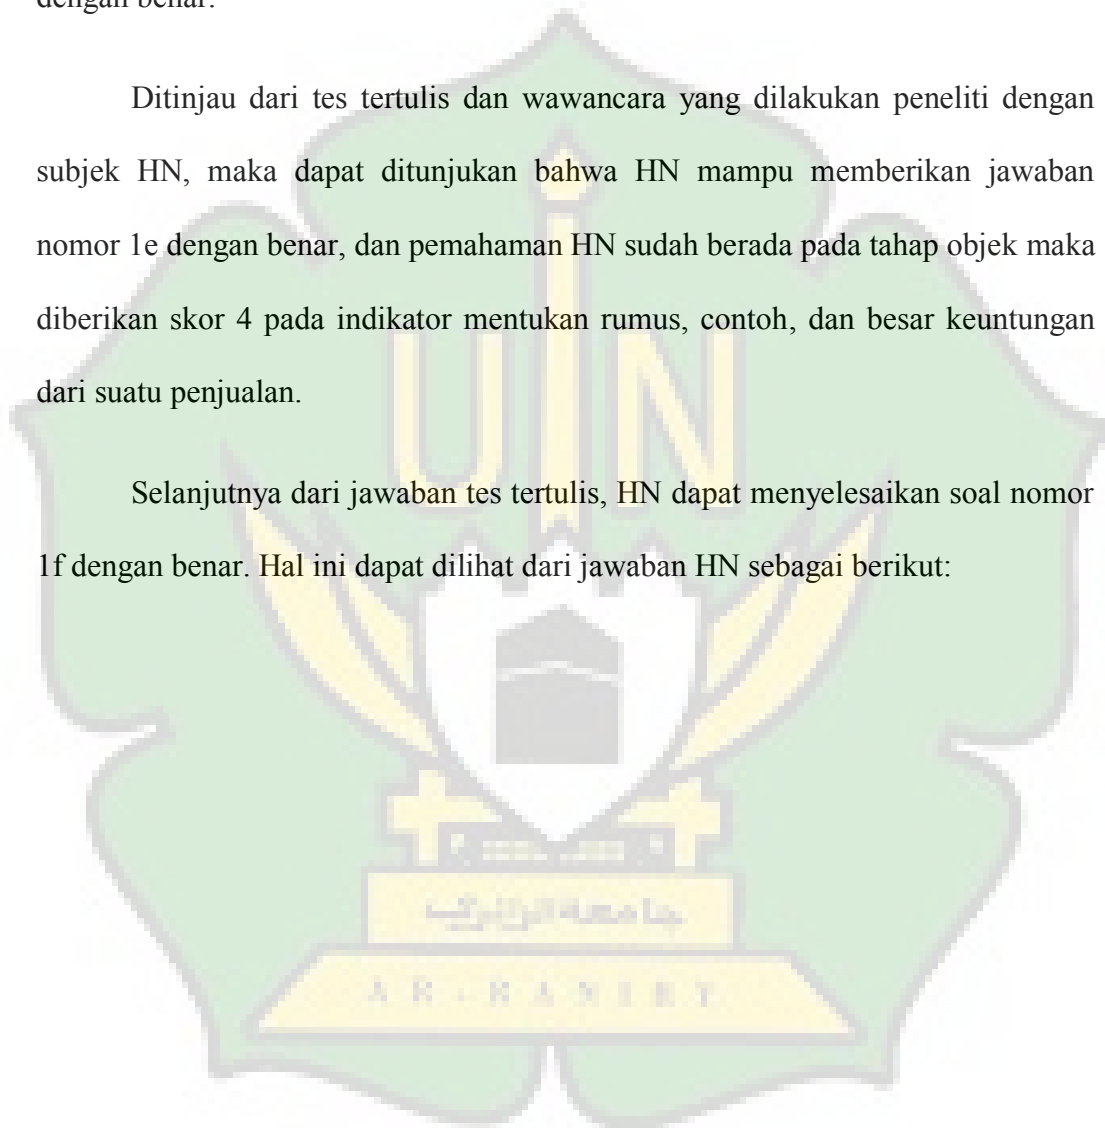 dengan benar.
Ditinjau dari tes tertulis dan wawancara yang dilakukan peneliti dengan
subjek HN, maka dapat ditunjukan bahwa HN mampu memberikan jawaban
nomor 1e dengan benar, dan pemahaman HN sudah berada pada tahap objek maka
diberikan skor 4 pada indikator mentukan rumus, contoh, dan besar keuntungan
dari suatu penjualan.
Selanjutnya dari jawaban tes tertulis, HN dapat menyelesaikan soal nomor
1f dengan benar. Hal ini dapat dilihat dari jawaban HN sebagai berikut:
UIN
جامعة الرانيري
AR-RANIRY